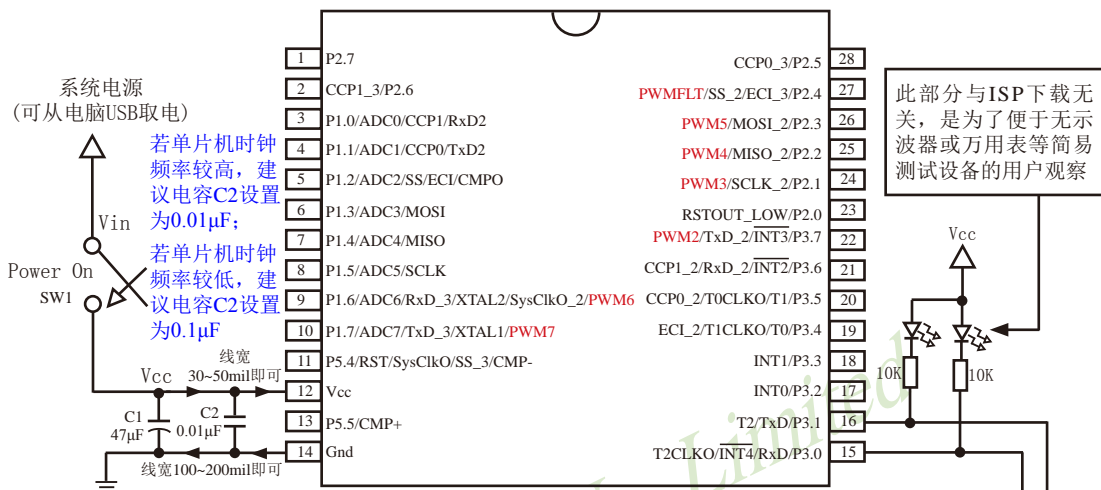 系统电源
(可从电脑USB取电)
若单片机时钟
频率较高，建
议电容C2设置
为0.01μF；
若单片机时钟
频率较低，建
议电容C2设置
为0.1μF
Vin
Power On
SW1
Vcc
线宽
30~50mil即可
C1
47μF
C2
0.01μF
线宽100~200mil即可
1 P2.7
2 CCP1_3/P2.6
3 P1.0/ADC0/CCP1/RxD2
4 P1.1/ADC1/CCP0/TxD2
5 P1.2/ADC2/SS/ECI/CMPO
6 P1.3/ADC3/MOSI
7 P1.4/ADC4/MISO
8 P1.5/ADC5/SCLK
9 P1.6/ADC6/RxD_3/XTAL2/SysClkO_2/PWM6
10 P1.7/ADC7/TxD_3/XTAL1/PWM7
11 P5.4/RST/SysClkO/SS_3/CMP-
12 Vcc
13 P5.5/CMP+
14 Gnd
CCP0_3/P2.5 28
PWMFLT/SS_2/ECI_3/P2.4 27
PWM5/MOSI_2/P2.3 26
PWM4/MISO_2/P2.2 25
PWM3/SCLK_2/P2.1 24
RSTOUT_LOW/P2.0 23
PWM2/TxD_2/INT3/P3.7 22
CCP1_2/RxD_2/INT2/P3.6 21
CCP0_2/T0CLKO/T1/P3.5 20
ECI_2/T1CLKO/T0/P3.4 19
INT1/P3.3 18
INT0/P3.2 17
T2/TxD/P3.1 16
T2CLKO/INT4/RxD/P3.0 15
此部分与ISP下载无
关，是为了便于无示
波器或万用表等简易
测试设备的用户观察
Vcc
10K
10K
Limited